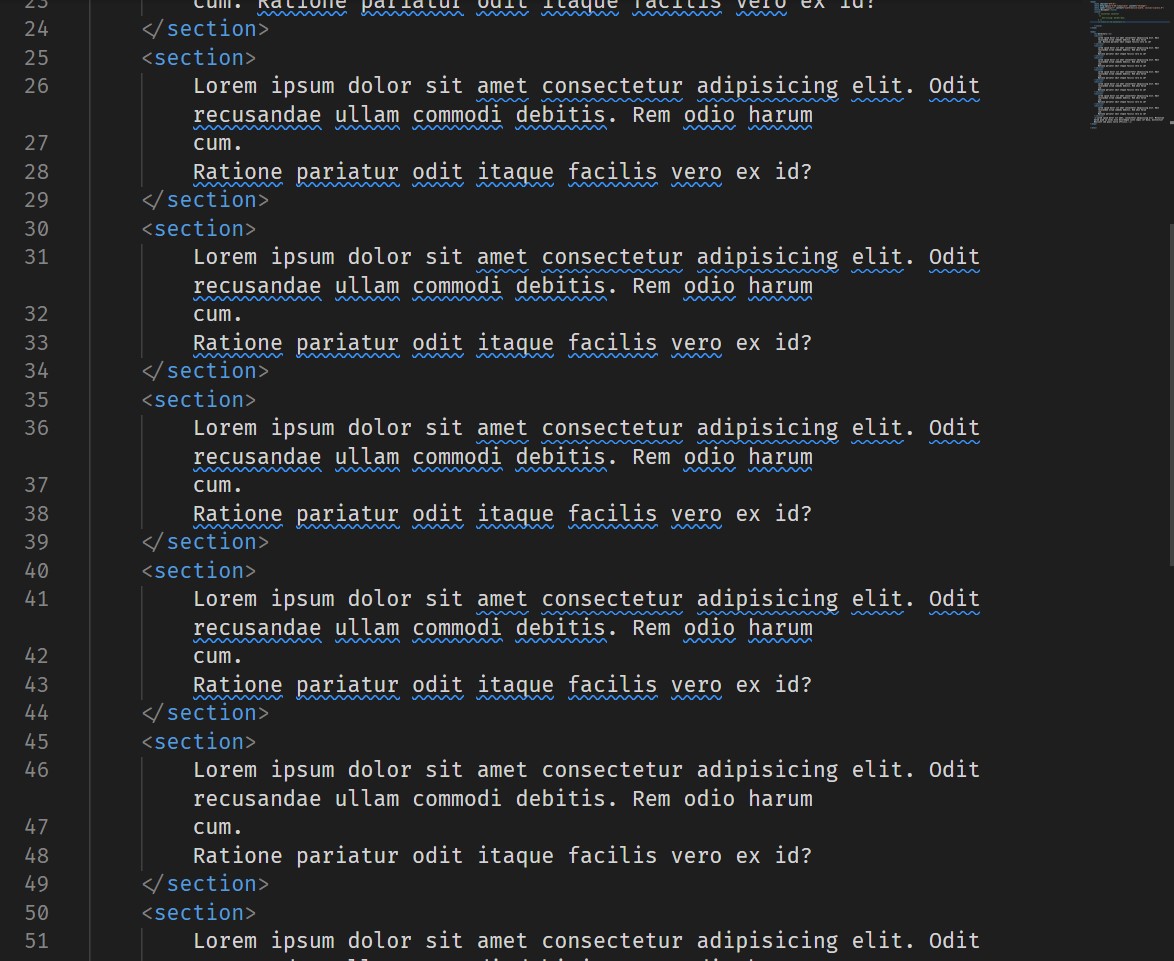 23 cum. Ratione pariatur odit itaque facilis vero ex id?
24 </section>
25 <section>
26 Lorem ipsum dolor sit amet consectetur adipisicing elit. Odit
recusandae ullam commodi debitis. Rem odio harum
27 cum.
28 Ratione pariatur odit itaque facilis vero ex id?
29 </section>
30 <section>
31 Lorem ipsum dolor sit amet consectetur adipisicing elit. Odit
recusandae ullam commodi debitis. Rem odio harum
32 cum.
33 Ratione pariatur odit itaque facilis vero ex id?
34 </section>
35 <section>
36 Lorem ipsum dolor sit amet consectetur adipisicing elit. Odit
recusandae ullam commodi debitis. Rem odio harum
37 cum.
38 Ratione pariatur odit itaque facilis vero ex id?
39 </section>
40 <section>
41 Lorem ipsum dolor sit amet consectetur adipisicing elit. Odit
recusandae ullam commodi debitis. Rem odio harum
42 cum.
43 Ratione pariatur odit itaque facilis vero ex id?
44 </section>
45 <section>
46 Lorem ipsum dolor sit amet consectetur adipisicing elit. Odit
recusandae ullam commodi debitis. Rem odio harum
47 cum.
48 Ratione pariatur odit itaque facilis vero ex id?
49 </section>
50 <section>
51 Lorem ipsum dolor sit amet consectetur adipisicing elit. Odit